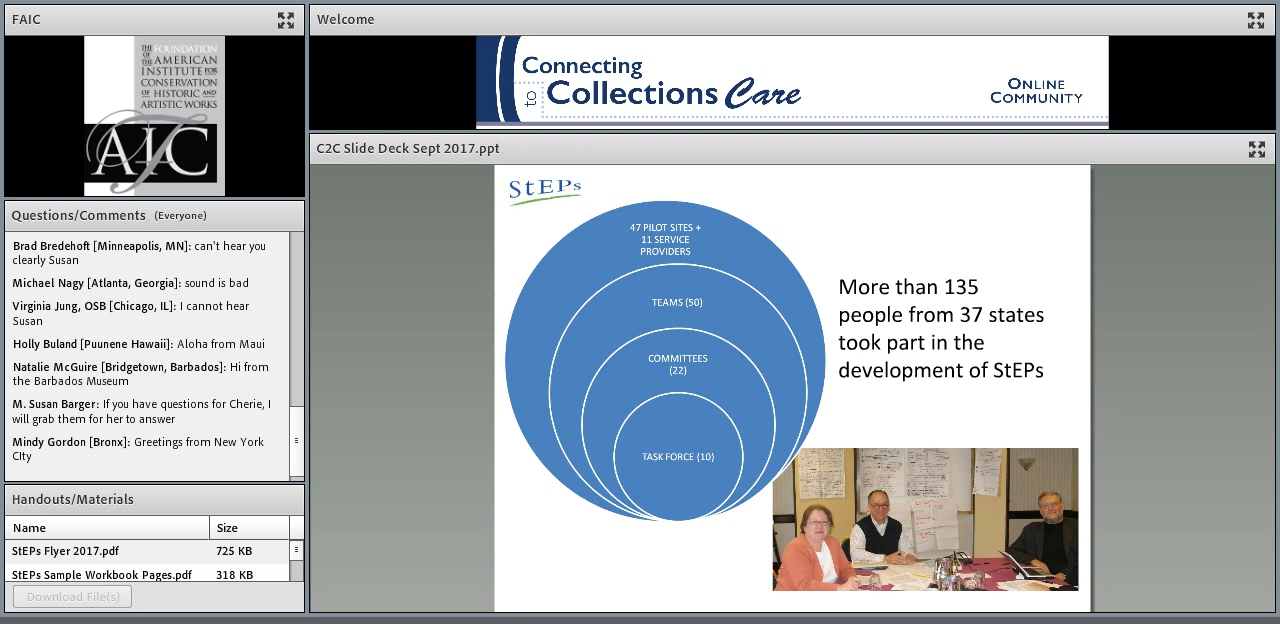 FAIC
THE FOUNDATION
OF THE AMERICAN
INSTITUTE FOR
CONSERVATION
OF HISTORIC AND
ARTISTIC WORKS
AIC
Welcome
Connecting
to Collections Care
ONLINE
COMMUNITY
Questions/Comments (Everyone)
Brad Bredehoft [Minneapolis, MN]: can't hear you
clearly Susan
Michael Nagy [Atlanta, Georgia]: sound is bad
Virginia Jung, OSB [Chicago, IL]: I cannot hear
Susan
Holly Buland [Puunene Hawaii]: Aloha from Maui
Natalie McGuire [Bridgetown, Barbados]: Hi from
the Barbados Museum
M. Susan Barger: If you have questions for Cherie, I
will grab them for her to answer
Mindy Gordon [Bronx]: Greetings from New York
CIty
Handouts/Materials
Name Size
StEPs Flyer 2017.pdf 725 KB
StEPs Sample Workbook Pages.pdf 318 KB
Download File(s)
C2C Slide Deck Sept 2017.ppt
StEPs
47 PILOT SITES +
11 SERVICE
PROVIDERS
TEAMS (50)
COMMITTEES
(22)
TASK FORCE (10)
More than 135
people from 37 states
took part in the
development of StEPs